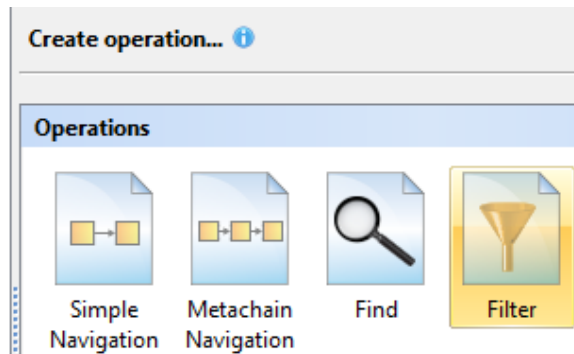 Create operation...
Operations
Simple Navigation
Metachain Navigation
Find
Filter